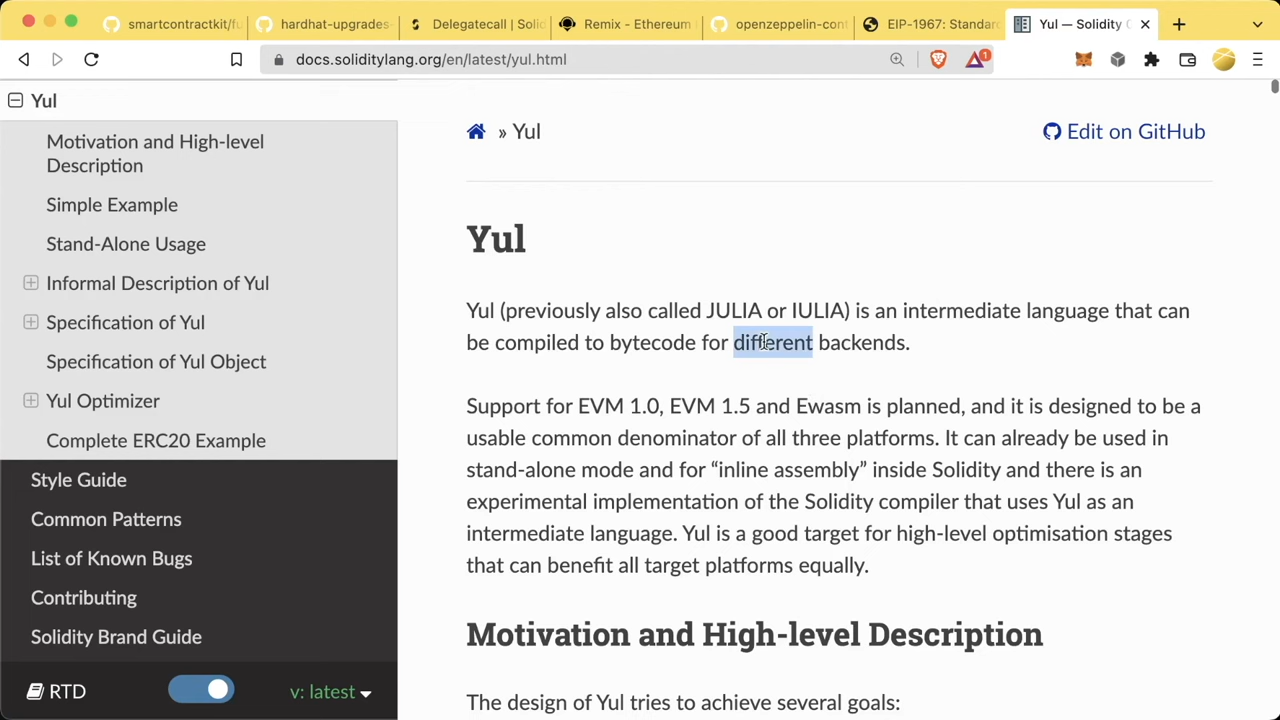 smartcontractkit/fu
hardhat-upgrades-
Delegatecall | Soli
Remix - Ethereum
openzeppelin-cont
EIP-1967: Standar
Yul — Solidity
docs.soliditylang.org/en/latest/yul.html
1
Yul
Motivation and High-level
Description
Simple Example
Stand-Alone Usage
Informal Description of Yul
Specification of Yul
Specification of Yul Object
Yul Optimizer
Complete ERC20 Example
Style Guide
Common Patterns
List of Known Bugs
Contributing
Solidity Brand Guide
RTD
v: latest
» Yul
Edit on GitHub
Yul
Yul (previously also called JULIA or IULIA) is an intermediate language that can
be compiled to bytecode for different backends.
Support for EVM 1.0, EVM 1.5 and Ewasm is planned, and it is designed to be a
usable common denominator of all three platforms. It can already be used in
stand-alone mode and for “inline assembly” inside Solidity and there is an
experimental implementation of the Solidity compiler that uses Yul as an
intermediate language. Yul is a good target for high-level optimisation stages
that can benefit all target platforms equally.
Motivation and High-level Description
The design of Yul tries to achieve several goals: